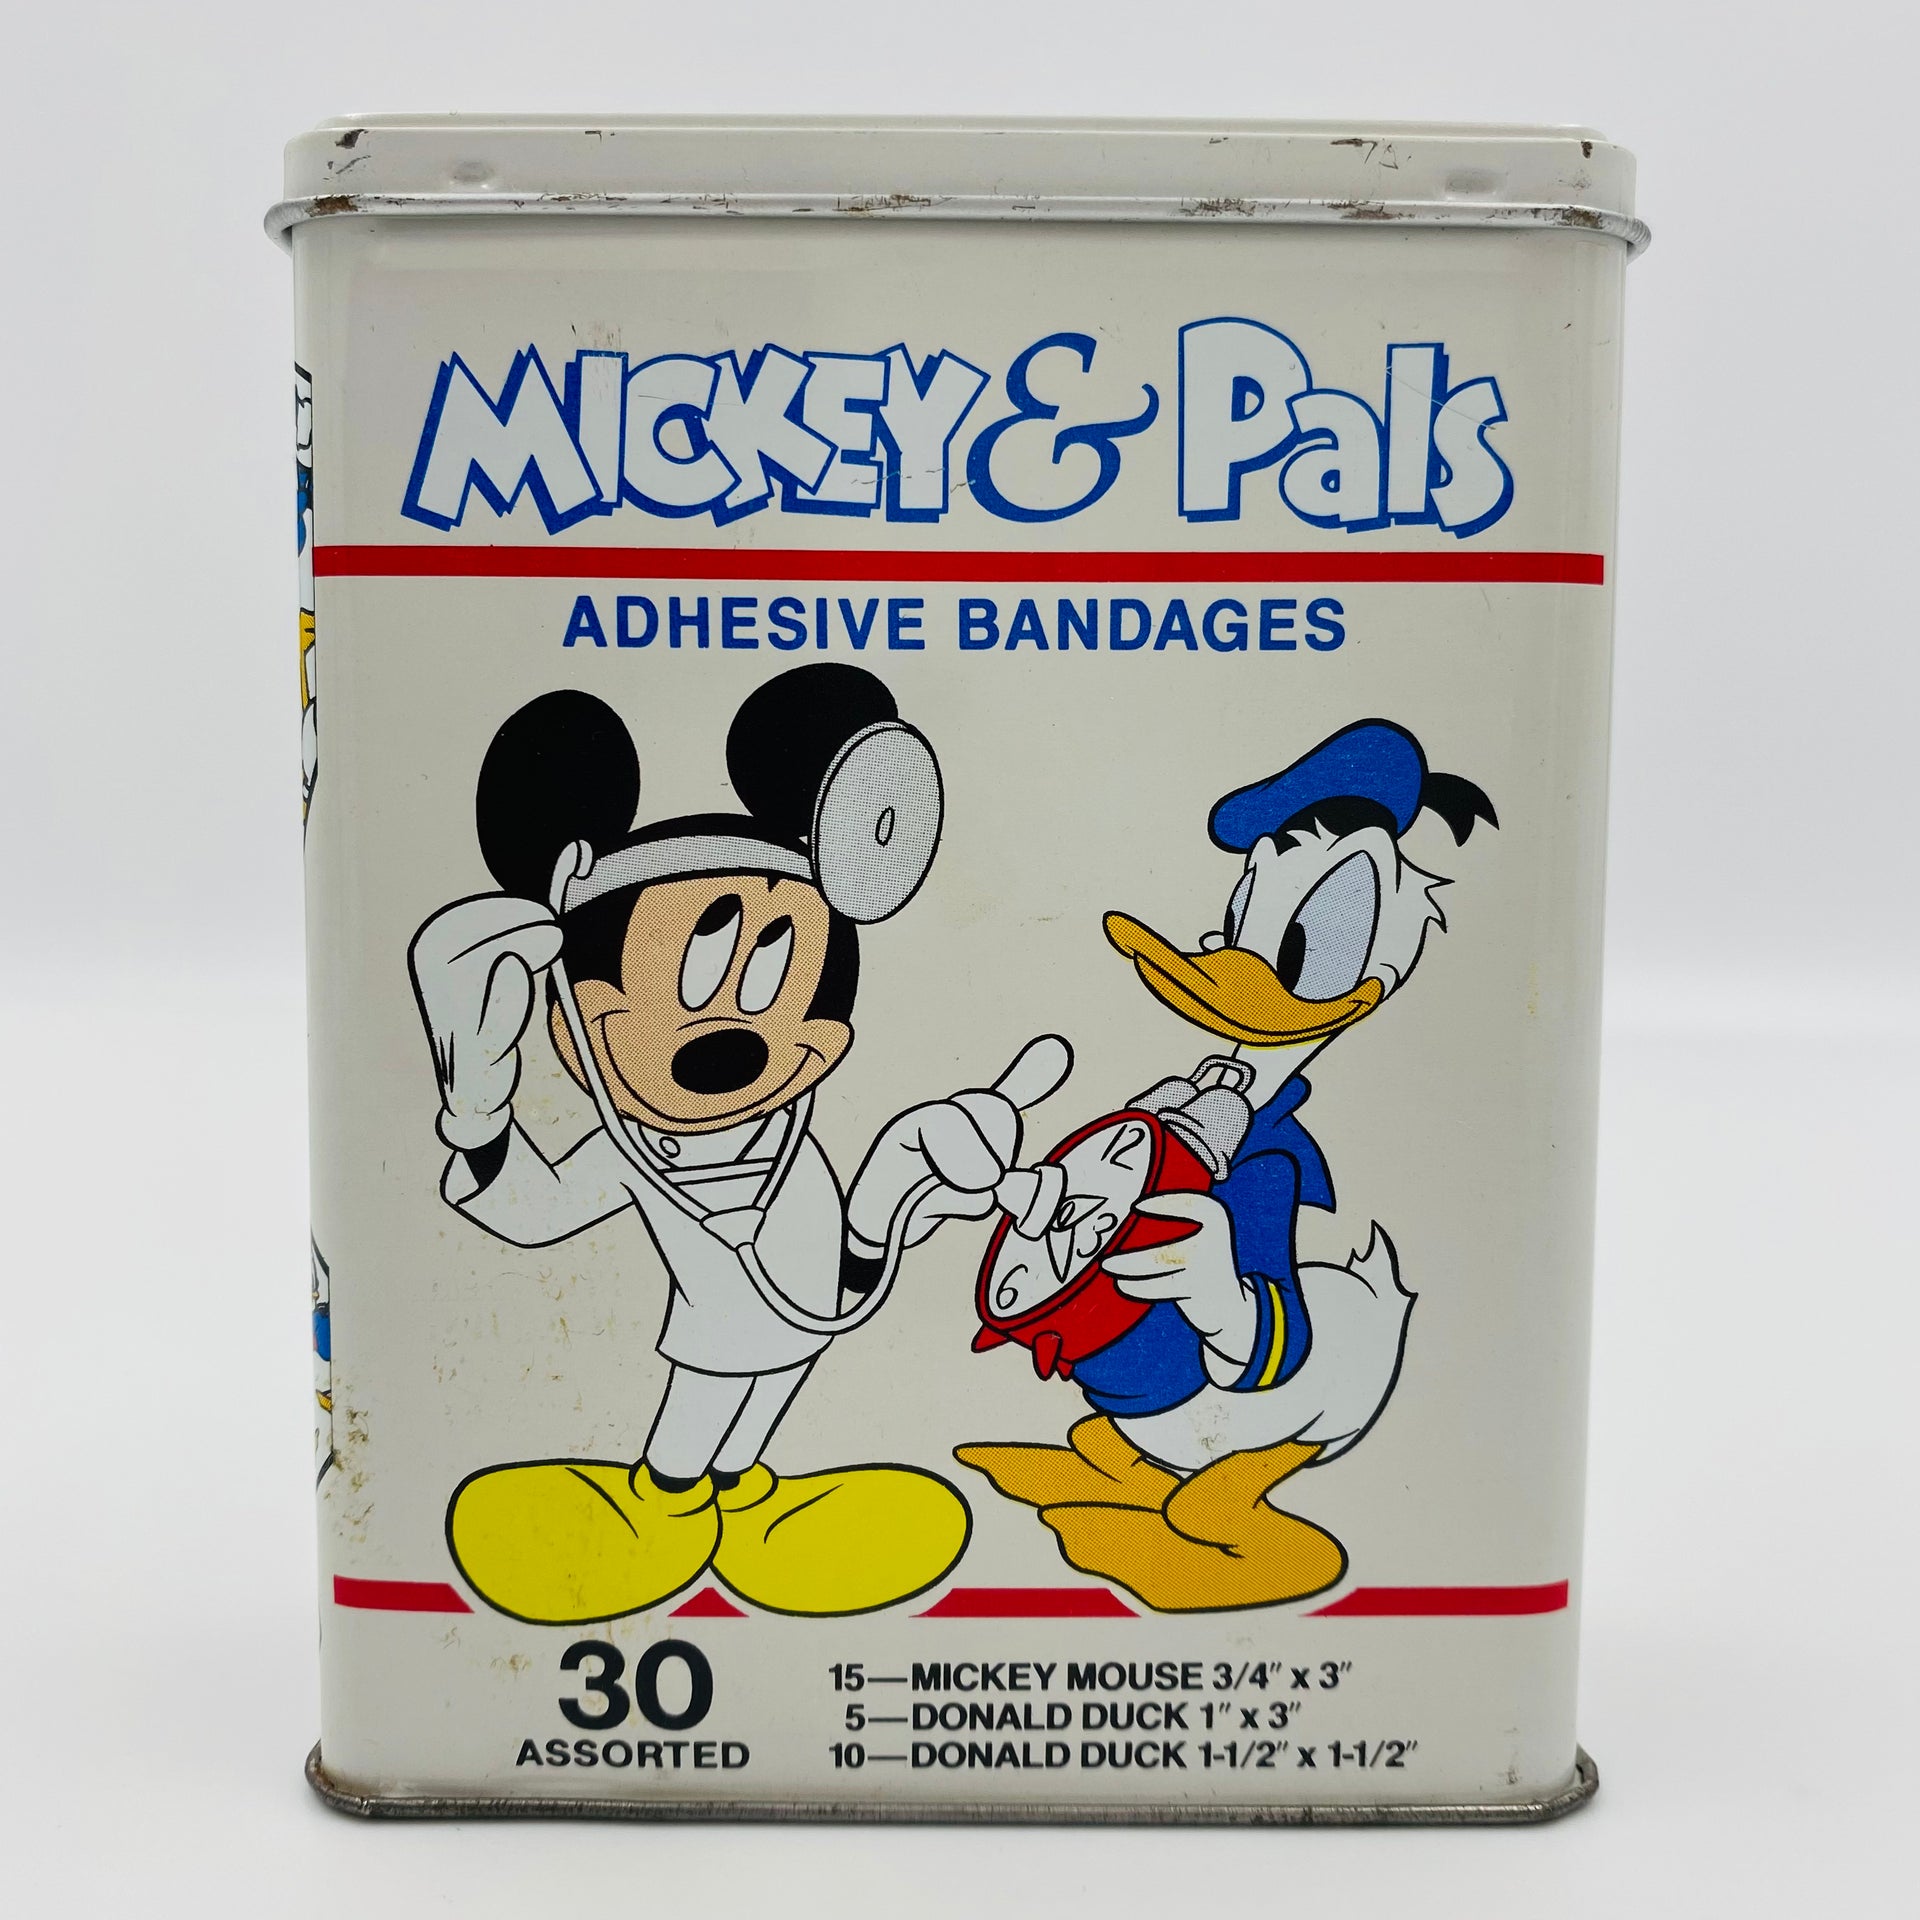 MICKEY & Pals
ADHESIVE BANDAGES
12
3
6
30
ASSORTED
15—MICKEY MOUSE 3/4" x 3"
5—DONALD DUCK 1" x 3"
10—DONALD DUCK 1-1/2" x 1-1/2"